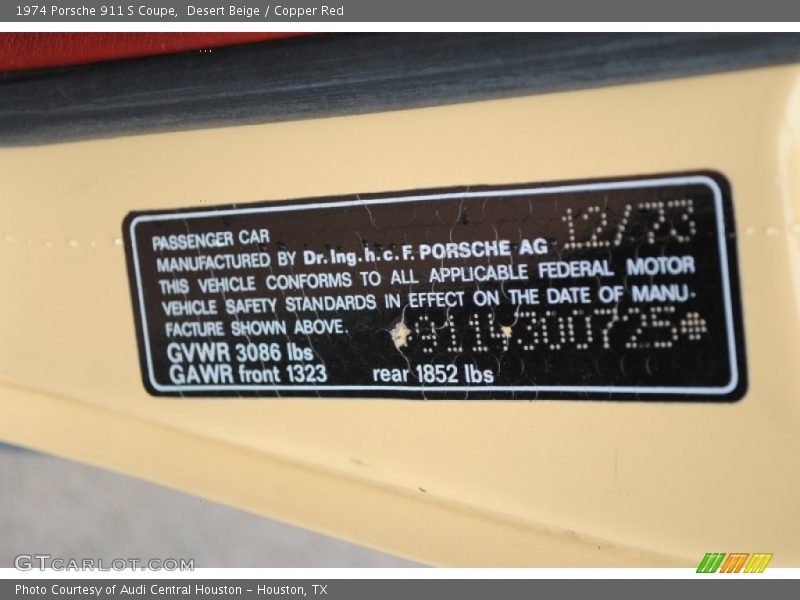 1974 Porsche 911 S Coupe,  Desert Beige / Copper Red
12/73
PASSENGER CAR
MANUFACTURED BY Dr.Ing.h.c.F. PORSCHE AG
THIS VEHICLE CONFORMS TO ALL APPLICABLE FEDERAL MOTOR
VEHICLE SAFETY STANDARDS IN EFFECT ON THE DATE OF MANU-
FACTURE SHOWN ABOVE.
*9114300725*
GVWR 3086 lbs
GAWR front 1323 rear 1852 lbs
GTCARLOT.COM
Photo Courtesy of Audi Central Houston – Houston, TX